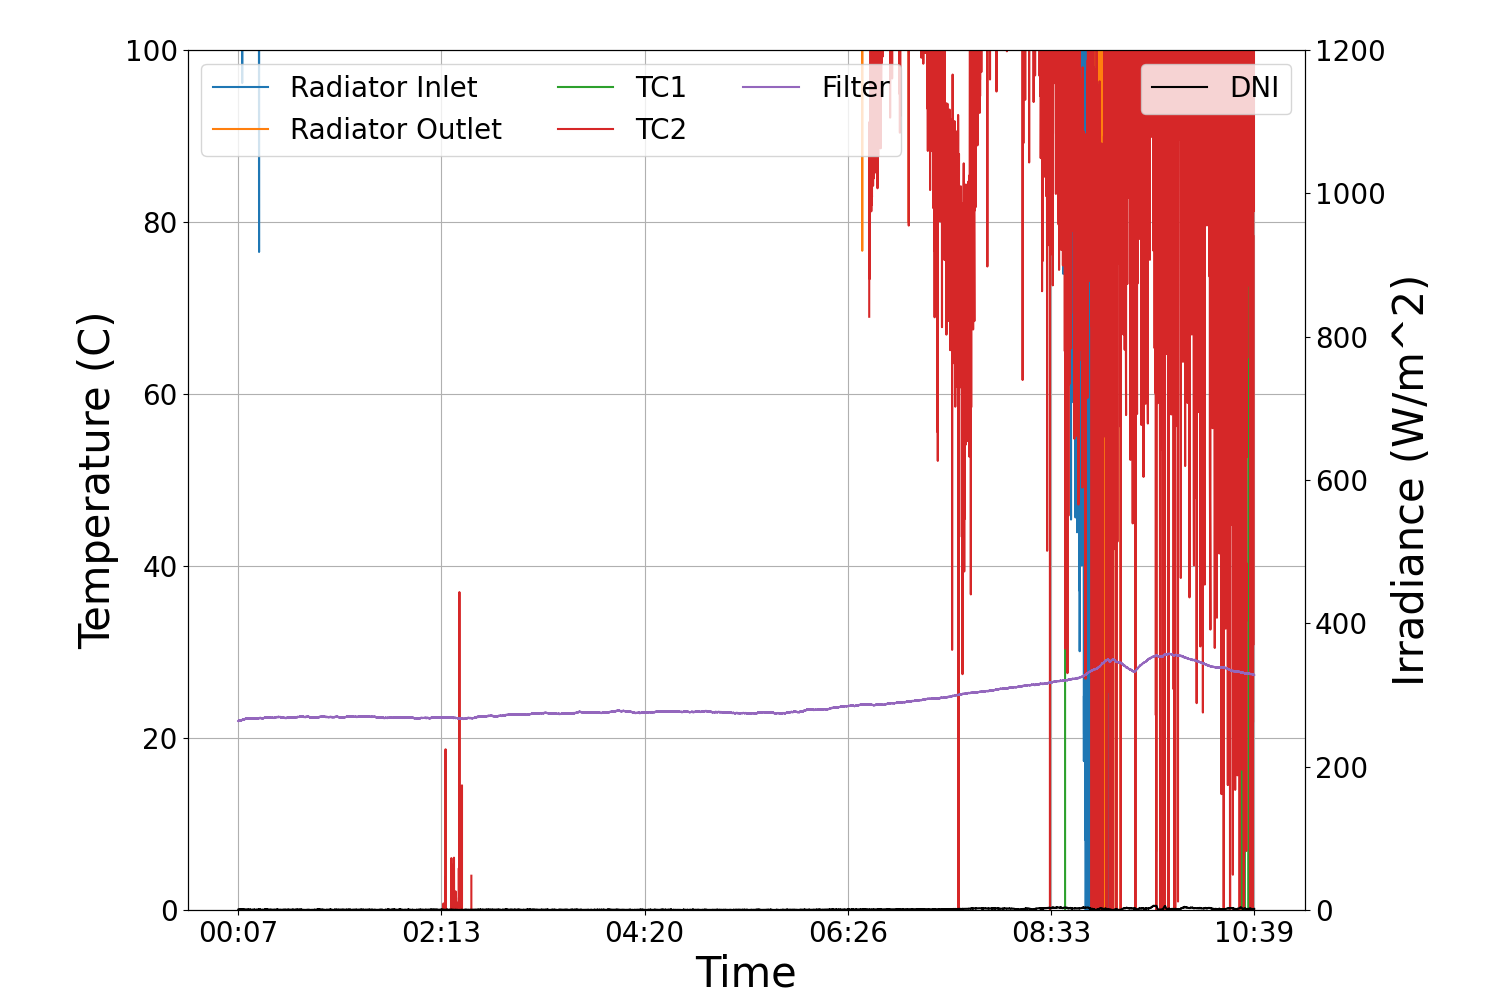 100
80
60
40
20
0
Temperature (C)
Radiator Inlet
Radiator Outlet
TC1
TC2
Filter
DNI
1200
1000
800
600
400
200
0
Irradiance (W/m^2)
00:07 02:13 04:20 06:26 08:33 10:39
Time